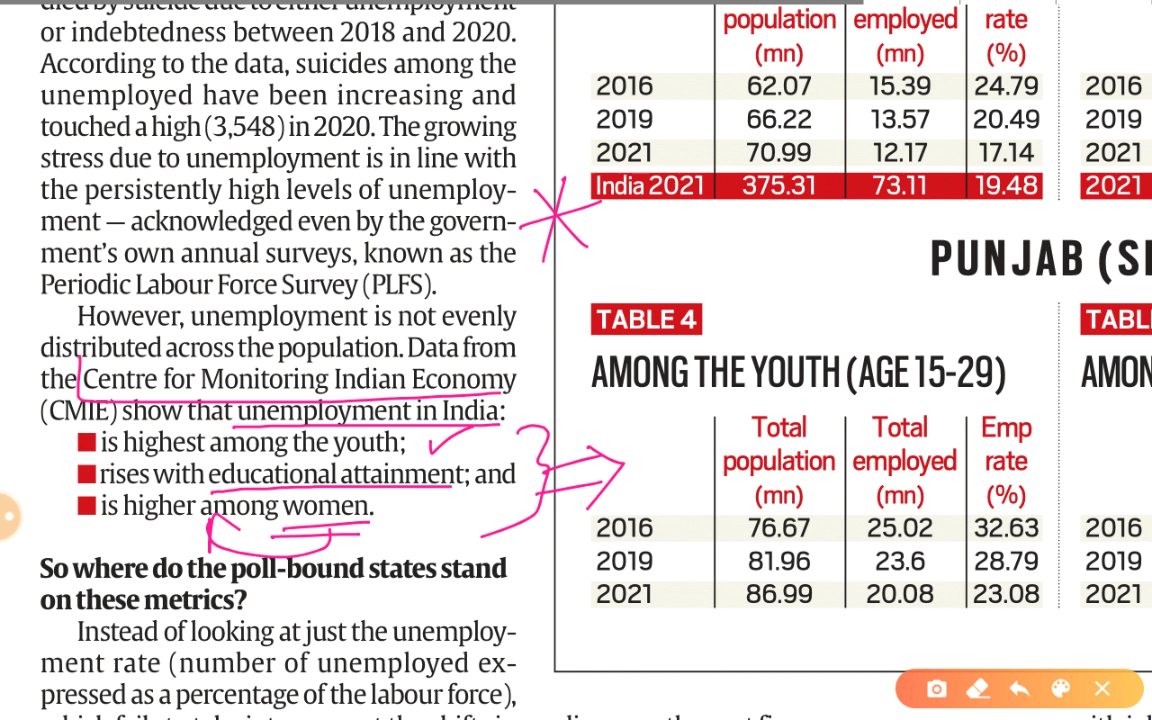 or indebtedness between 2018 and 2020.
According to the data, suicides among the
unemployed have been increasing and
touched a high (3,548) in 2020. The growing
stress due to unemployment is in line with
the persistently high levels of unemploy-
ment — acknowledged even by the govern-
ment's own annual surveys, known as the
Periodic Labour Force Survey (PLFS).
However, unemployment is not evenly
distributed across the population. Data from
the Centre for Monitoring Indian Economy
(CMIE) show that unemployment in India:
■ is highest among the youth;
■ rises with educational attainment; and
■ is higher among women.
So where do the poll-bound states stand
on these metrics?
Instead of looking at just the unemploy-
ment rate (number of unemployed ex-
pressed as a percentage of the labour force),
population employed rate
(mn) (mn) (%)
2016 62.07 15.39 24.79 2016
2019 66.22 13.57 20.49 2019
2021 70.99 12.17 17.14 2021
India 2021 375.31 73.11 19.48 2021
PUNJAB
TABLE 4
AMONG THE YOUTH (AGE 15-29)
Total Total Emp
population employed rate
(mn) (mn) (%)
2016 76.67 25.02 32.63 2016
2019 81.96 23.6 28.79 2019
2021 86.99 20.08 23.08 2021